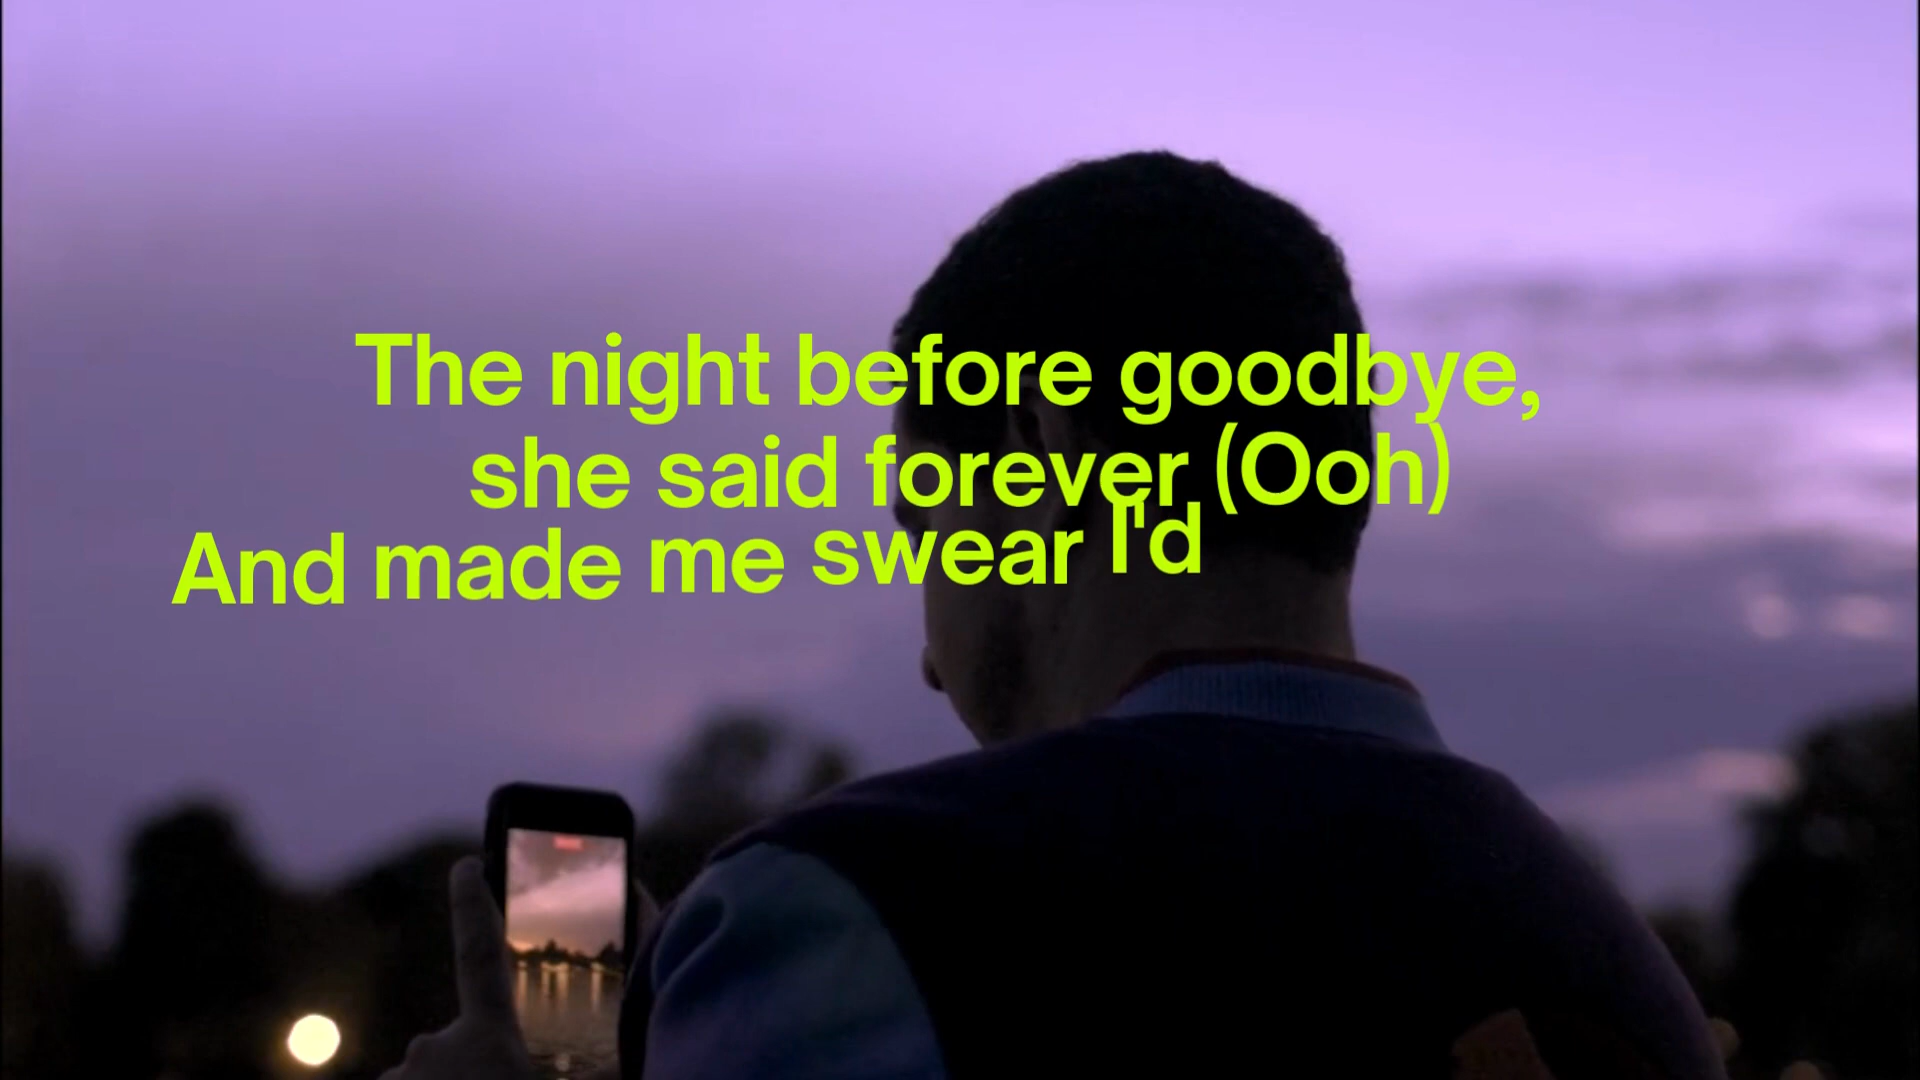 The night before goodbye,
she said forever (Ooh)
And made me swear I'd